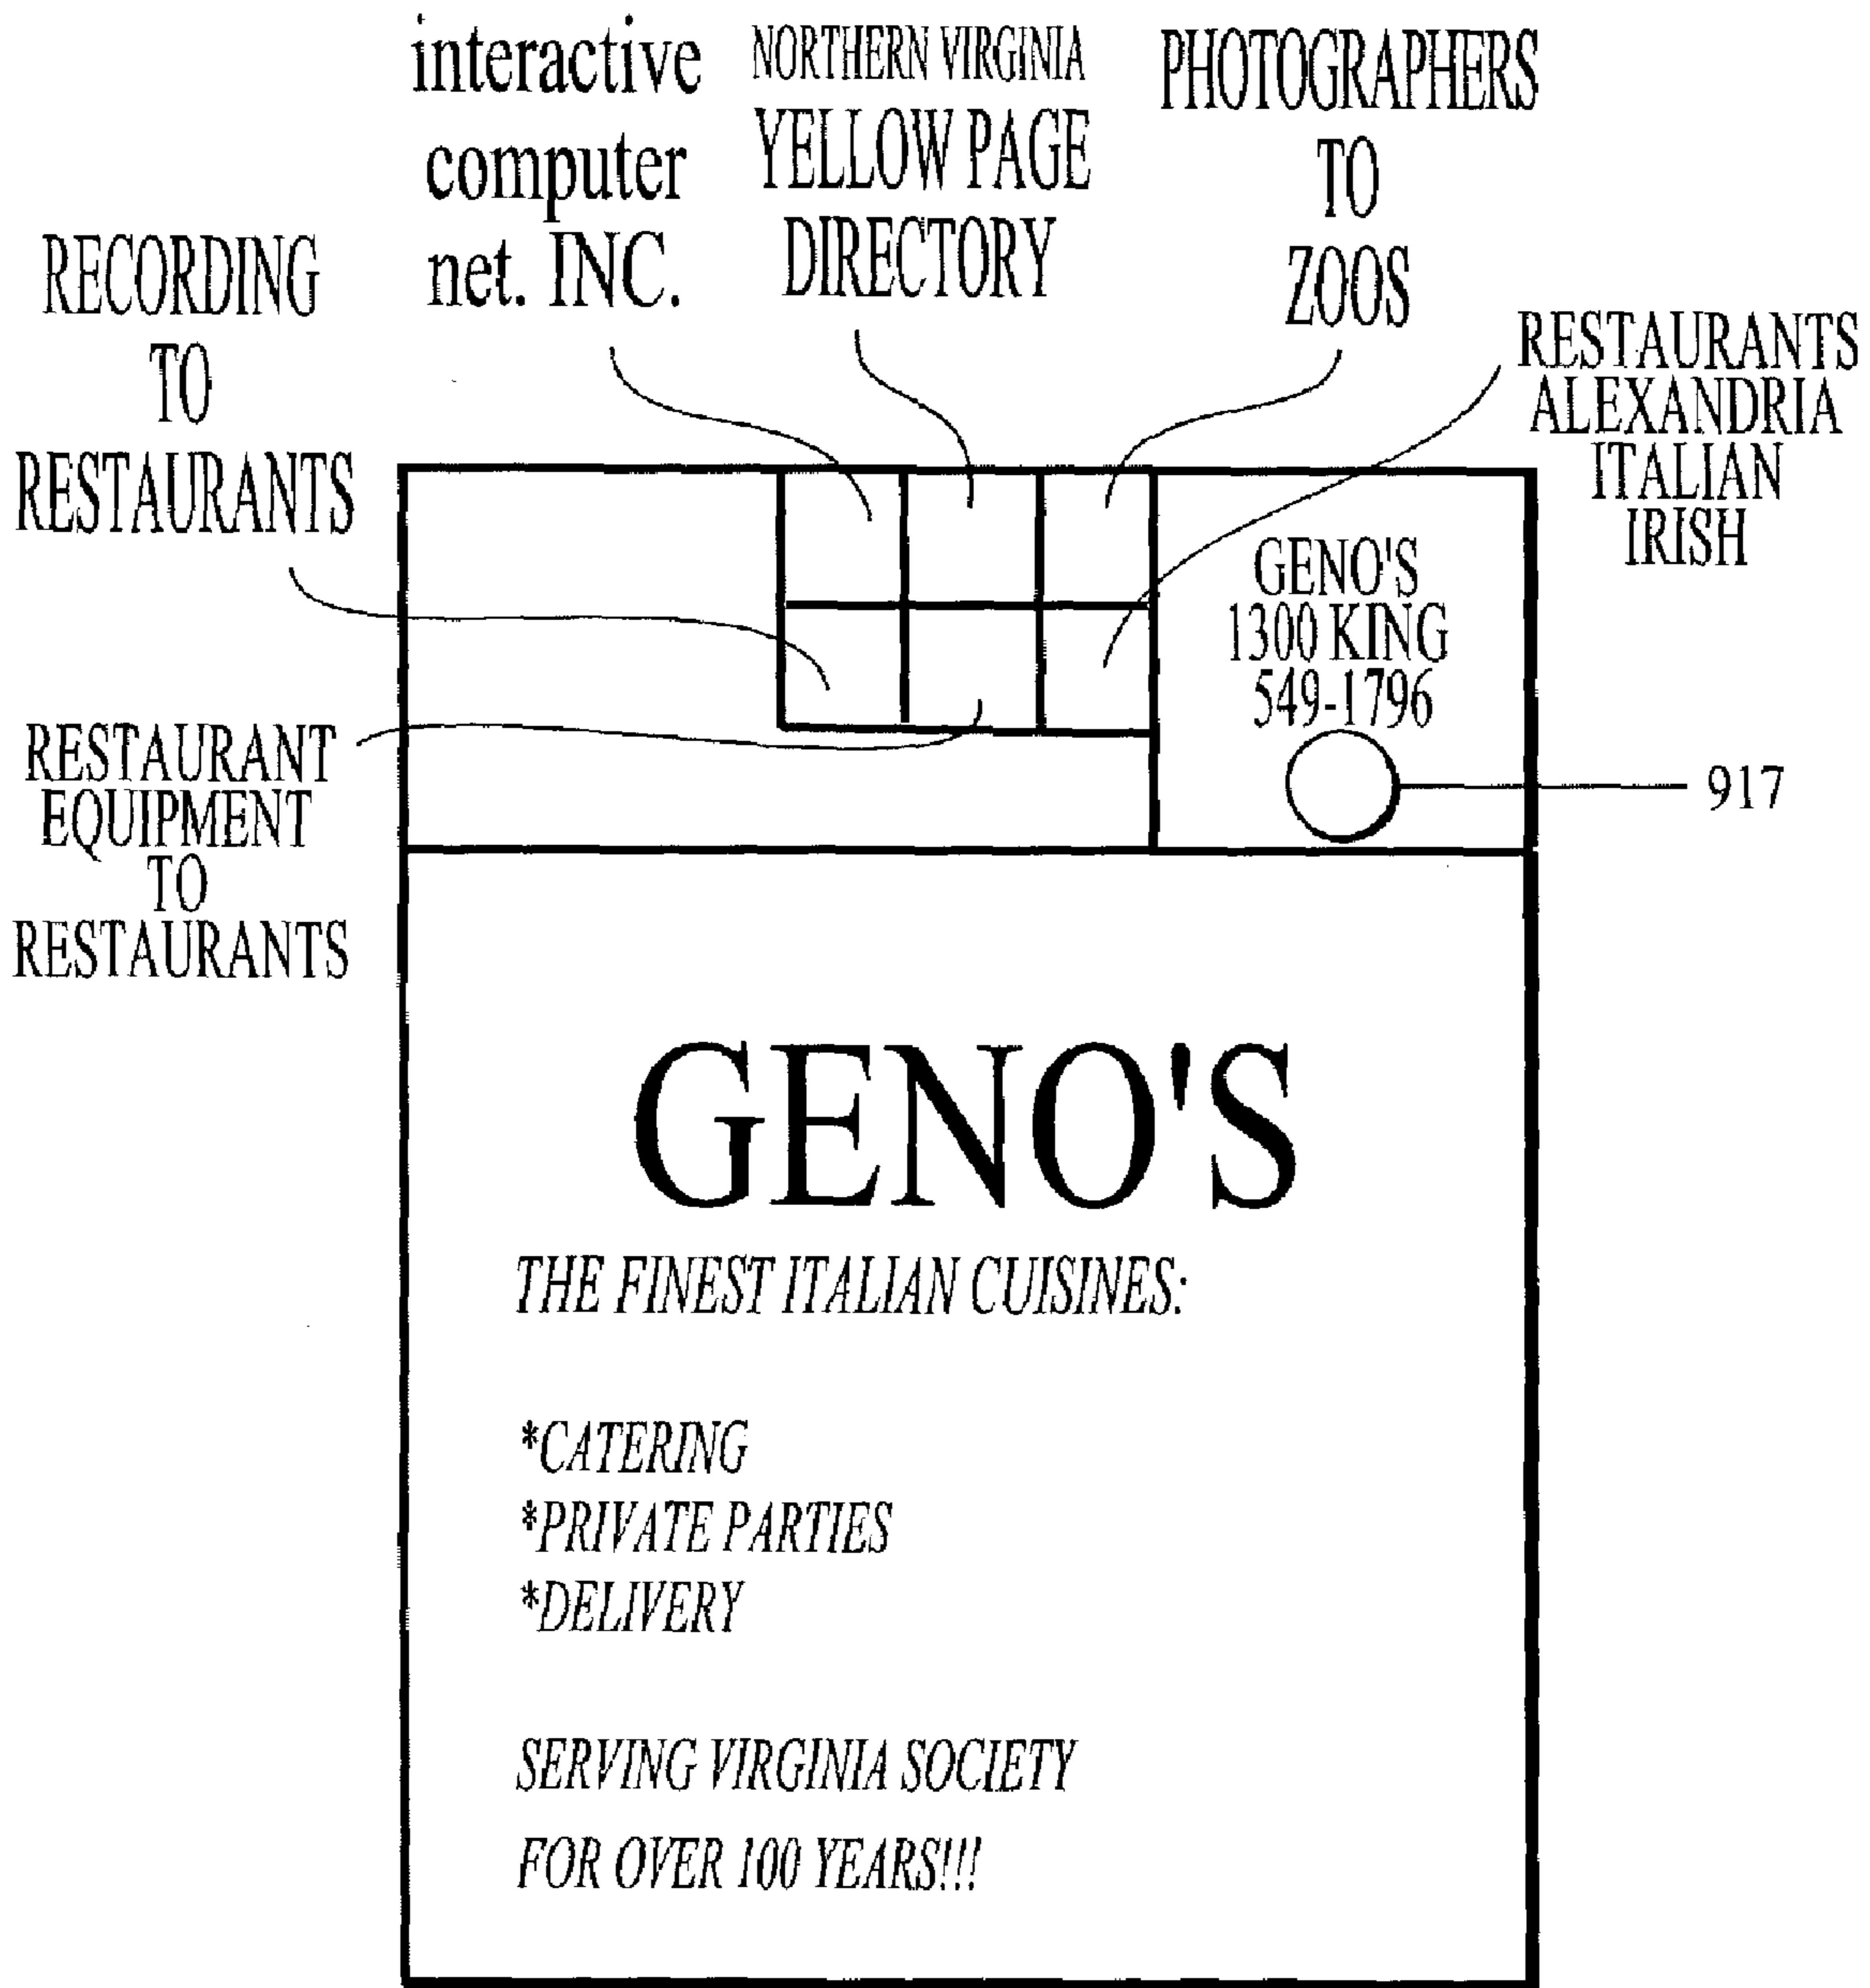 interactive
computer
net. INC.
NORTHERN VIRGINIA
YELLOW PAGE
DIRECTORY
PHOTOGRAPHERS
TO
ZOOS
RECORDING
TO
RESTAURANTS
RESTAURANTS
ALEXANDRIA
ITALIAN
IRISH
GENO'S
1300 KING
549-1796
917
RESTAURANT
EQUIPMENT
TO
RESTAURANTS
GENO'S
THE FINEST ITALIAN CUISINES:
*CATERING
*PRIVATE PARTIES
*DELIVERY
SERVING VIRGINIA SOCIETY
FOR OVER 100 YEARS!!!